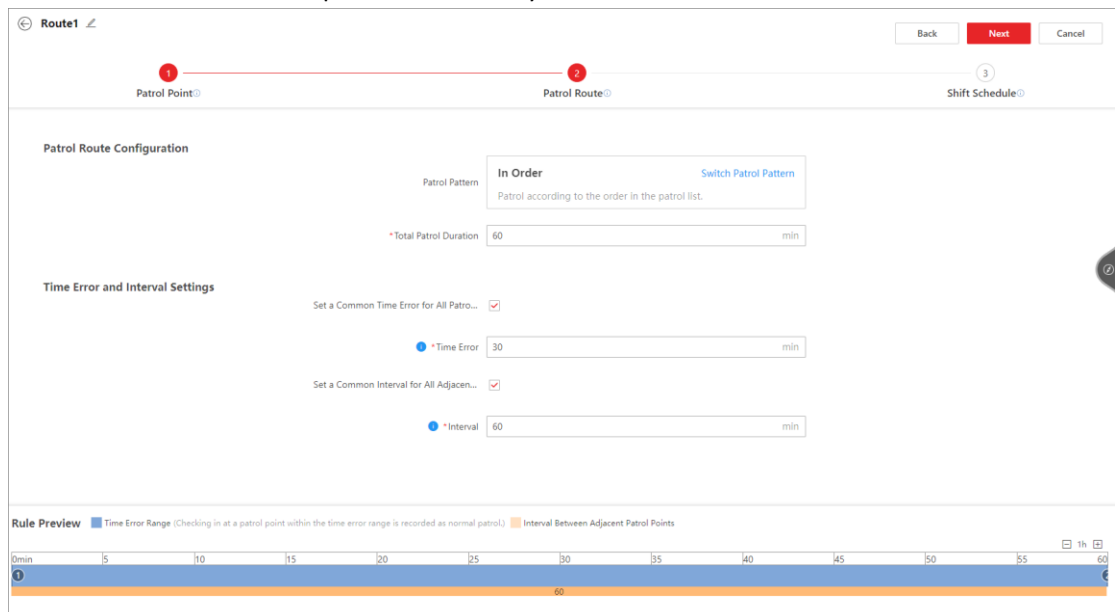 Route1
Back Next Cancel
1 2 3
Patrol Point Patrol Route Shift Schedule
Patrol Route Configuration
Patrol Pattern In Order Switch Patrol Pattern
Patrol according to the order in the patrol list.
*Total Patrol Duration 60 min
Time Error and Interval Settings
Set a Common Time Error for All Patro...
*Time Error 30 min
Set a Common Interval for All Adjacen...
*Interval 60 min
Rule Preview Time Error Range (Checking in at a patrol point within the time error range is recorded as normal patrol.) Interval Between Adjacent Patrol Points
1h
0min 5 10 15 20 25 30 35 40 45 50 55 60
1 2
60